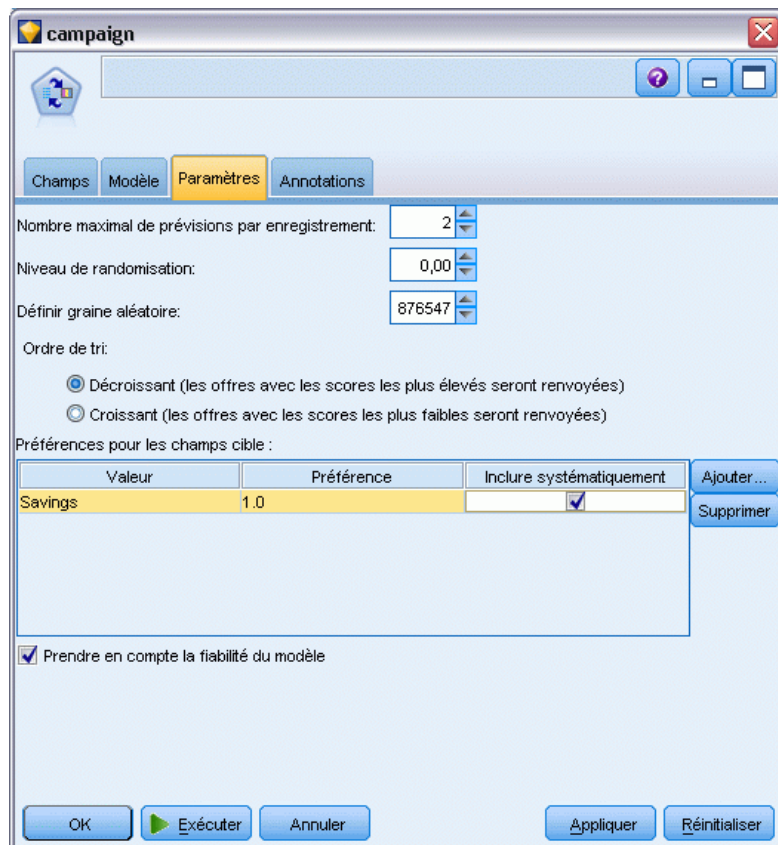 campaign
Champs Modèle Paramètres Annotations
Nombre maximal de prévisions par enregistrement: 2
Niveau de randomisation: 0,00
Définir graine aléatoire: 876547
Ordre de tri:
Décroissant (les offres avec les scores les plus élevés seront renvoyées)
Croissant (les offres avec les scores les plus faibles seront renvoyées)
Préférences pour les champs cible :
Valeur Préférence Inclure systématiquement Ajouter...
Savings 1.0 Supprimer
Prendre en compte la fiabilité du modèle
OK Exécuter Annuler Appliquer Réinitialiser